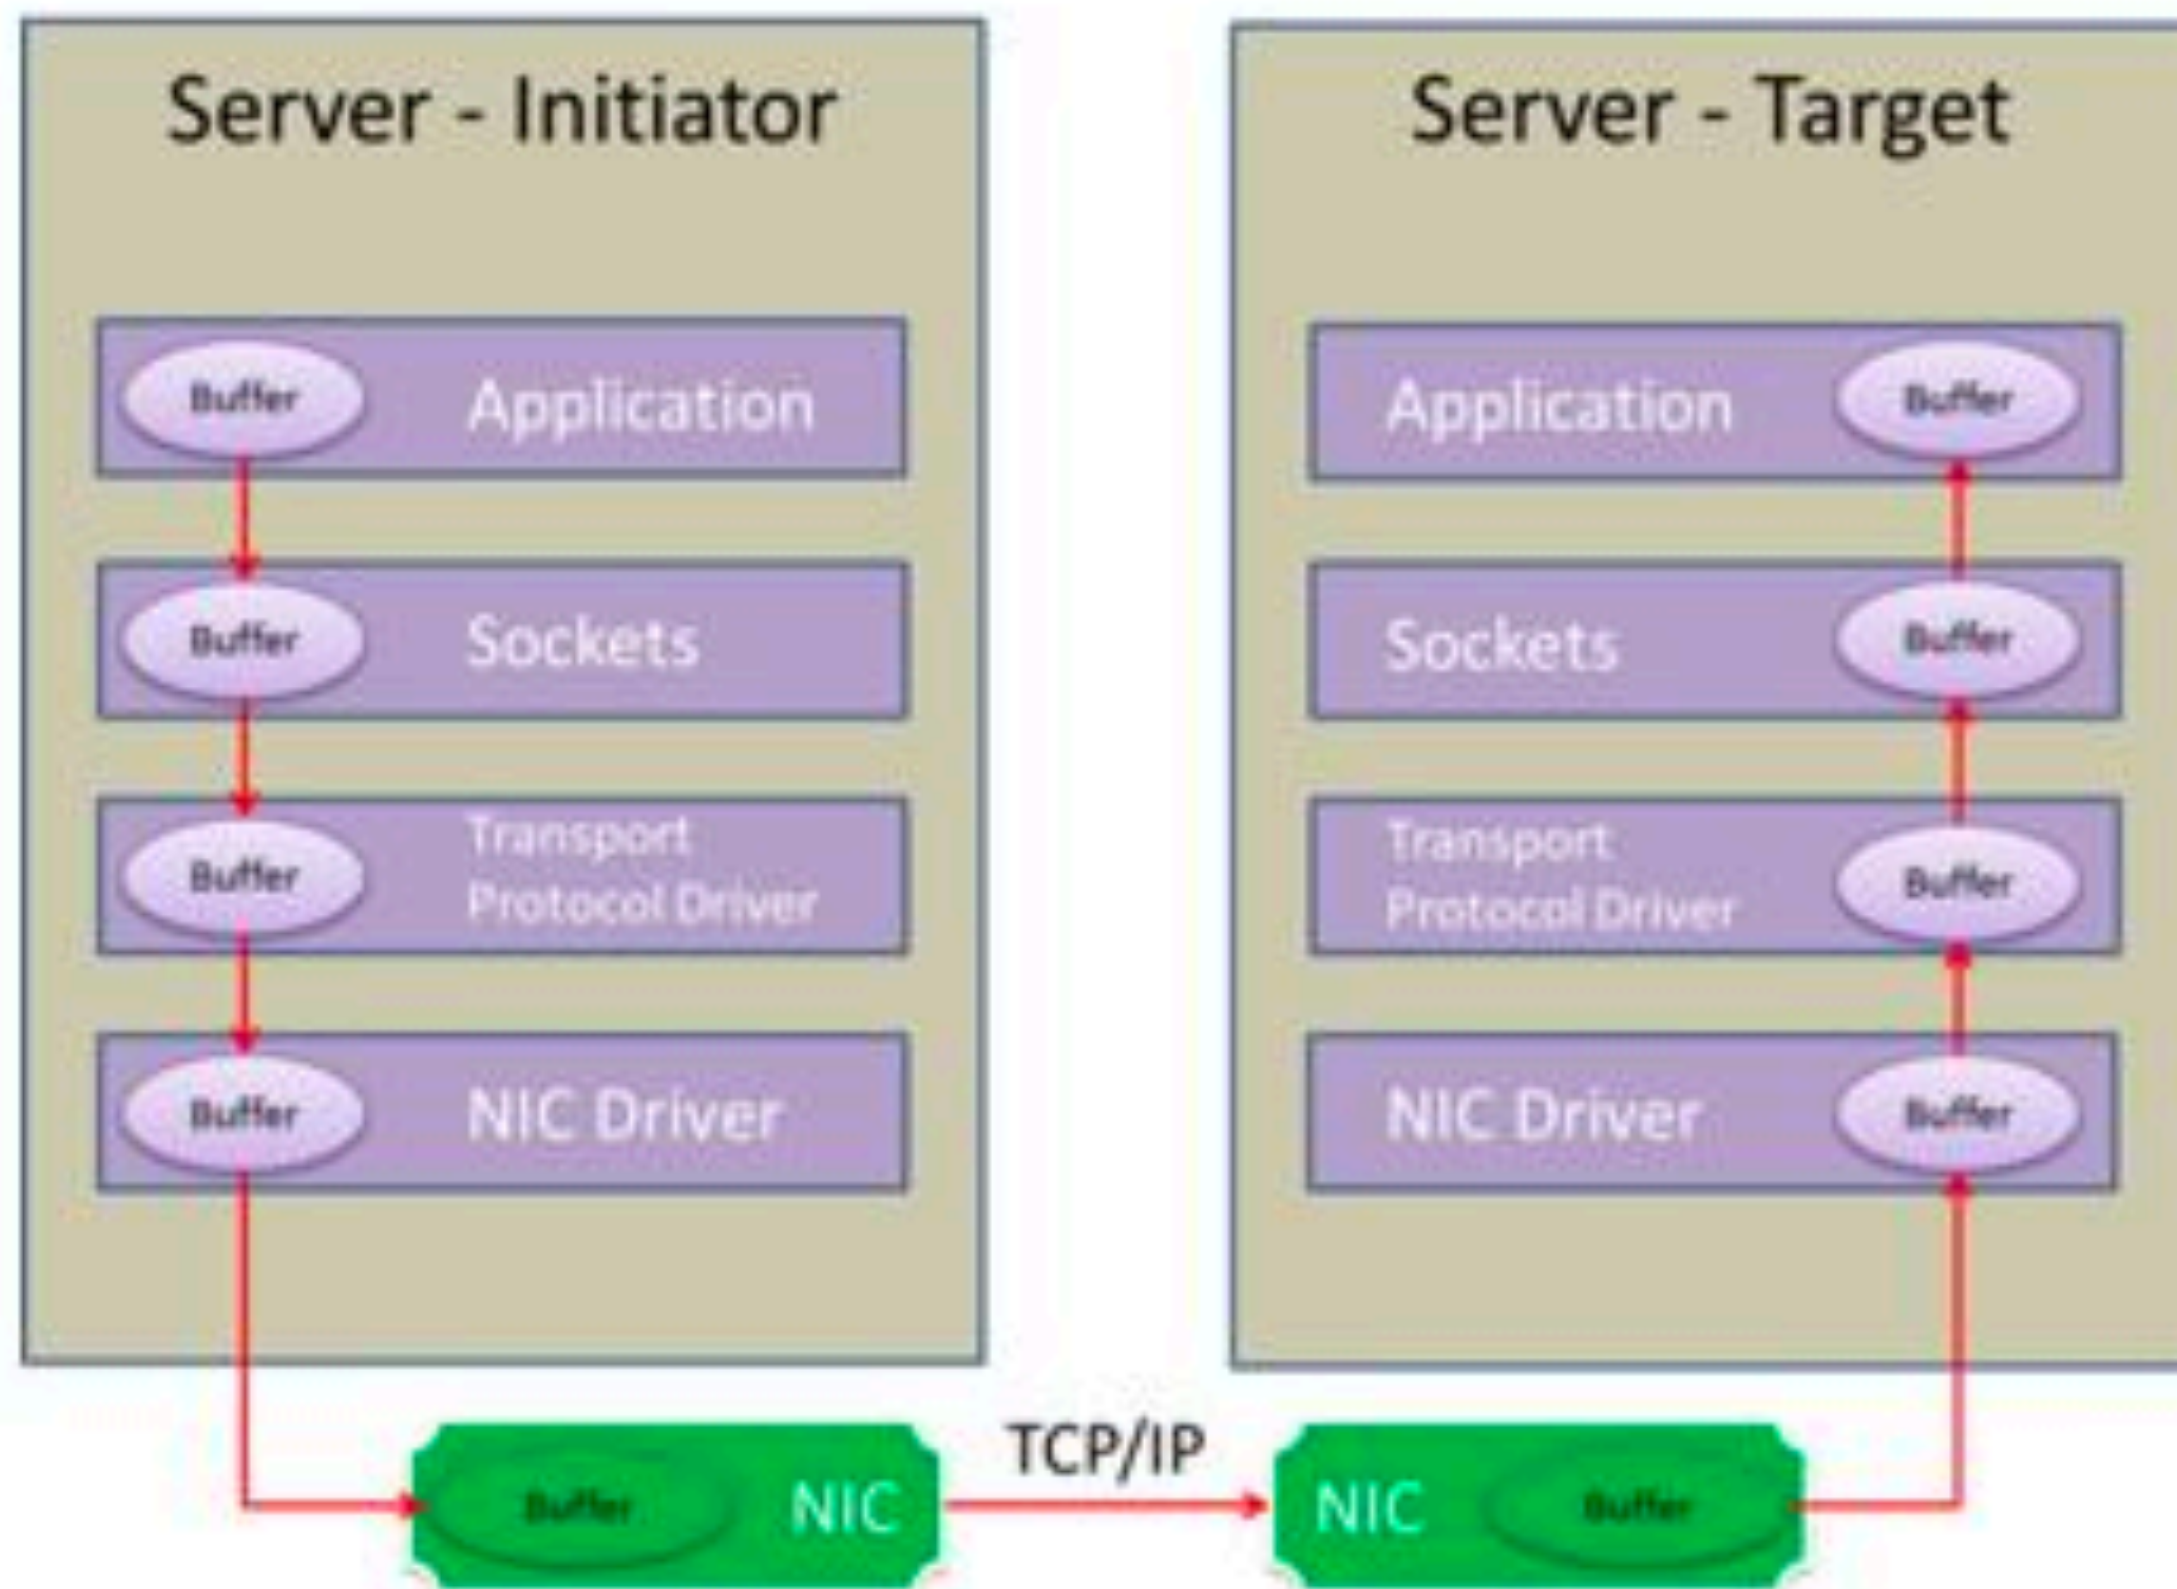 Server - Initiator
Buffer
Application
Buffer
Sockets
Buffer
Transport
Protocol Driver
Buffer
NIC Driver
Buffer
NIC
TCP/IP
Server - Target
Application
Buffer
Sockets
Buffer
Transport
Protocol Driver
Buffer
NIC Driver
Buffer
NIC
Buffer